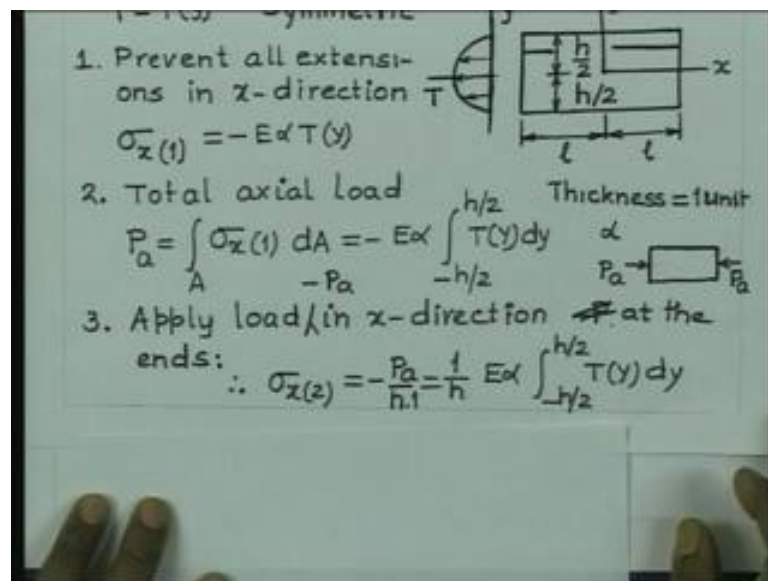 T = T(y) Symmetric
1. Prevent all extensi-
ons in x-direction
σx(1) = -EαT(y)
T
y
h/2
h/2
x
l
l
2. Total axial load
Thickness = 1 unit
Pa = ∫A σx(1) dA = - Eα ∫-h/2^h/2 T(y)dy
α
Pa
Pa
-Pa
3. Apply load in x-direction at the
ends:
∴ σx(2) = -Pa/h.1 = 1/h Eα ∫-h/2^h/2 T(y)dy